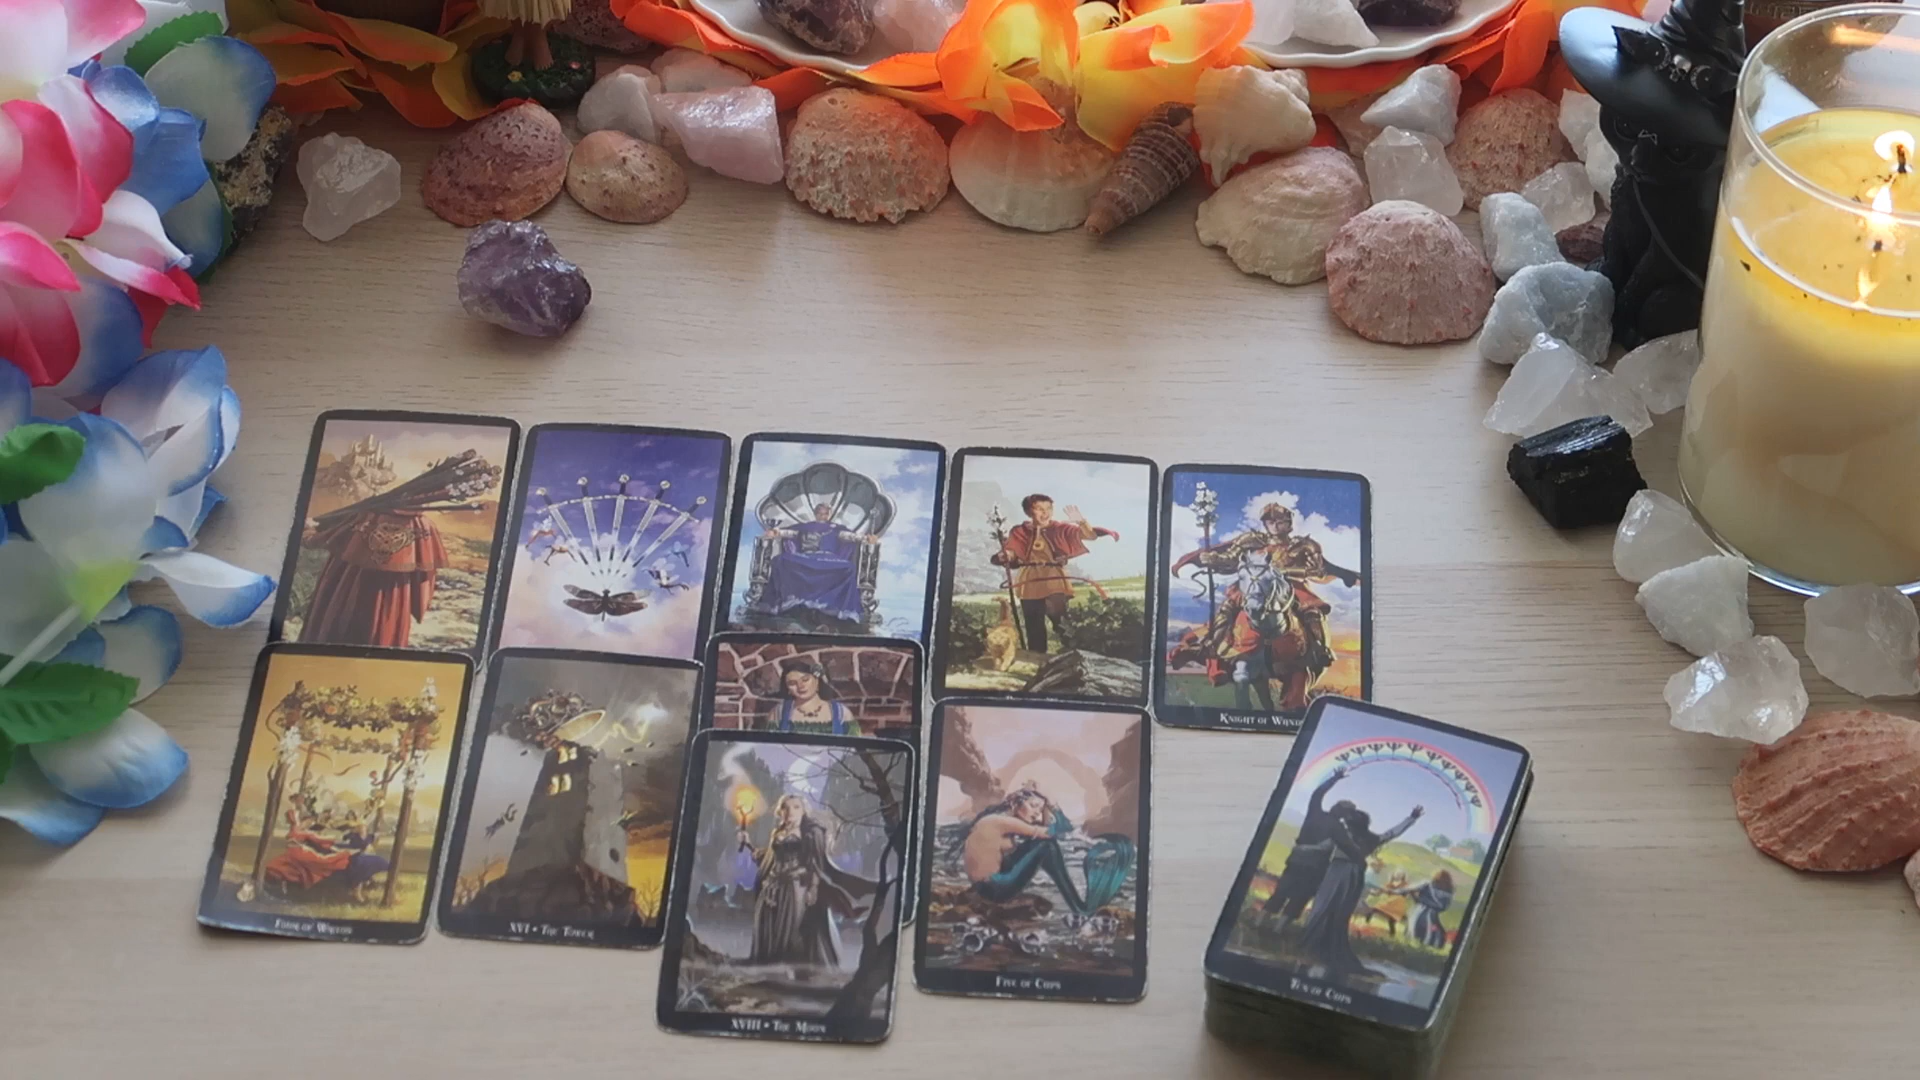 KNIGHT OF WANDS
FOUR OF WANDS
XVI • THE TOWER
FIVE OF CUPS
TEN OF CUPS
XVIII • THE MOON